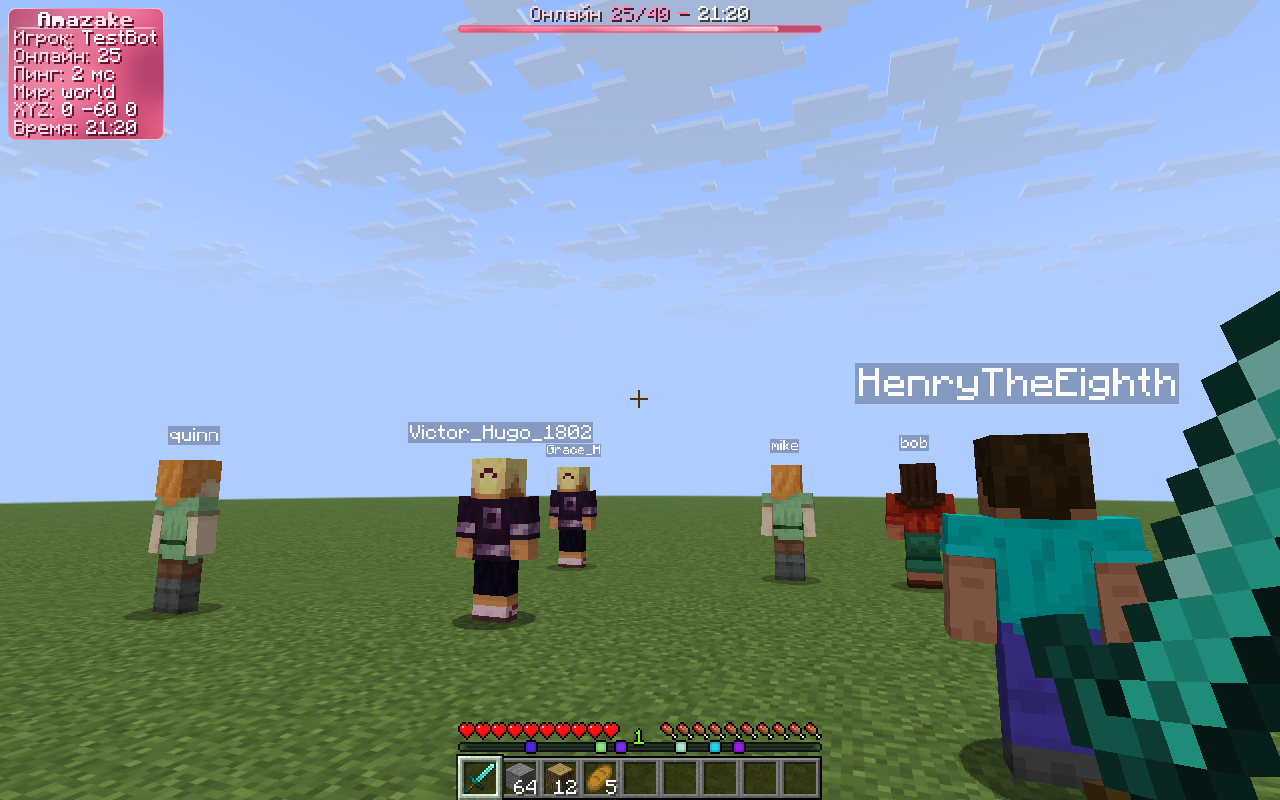 Amazake
Игрок: TestBot
Онлайн: 25
Пинг: 2 мс
Мир: world
XYZ: 0 -60 0
Время: 21:20
Онлайн 25/40 - 21:20
HenryTheEighth
quinn
Victor_Hugo_1802
Grace_H
mike
bob
1
64
12
5